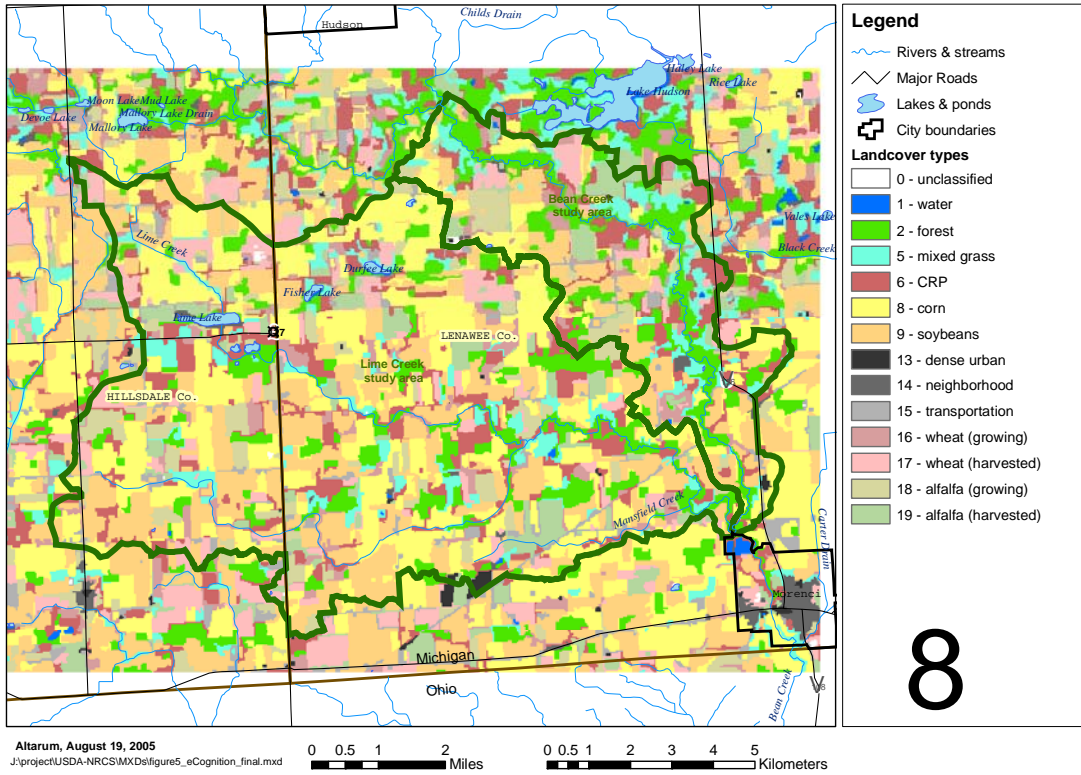 Hudson
Childs Drain
Haley Lake
Rice Lake
Lake Hudson
Moon Lake
Mud Lake
Devoe Lake
Mallory Lake Drain
Mallory Lake
Bean Creek
study area
Vales Lake
Black Creek
Lime Creek
Durfee Lake
Fisher Lake
Lime Lake
LENAWEE Co.
Lime Creek
study area
HILLSDALE Co.
Mansfield Creek
Carter Drain
Morenci
Michigan
Ohio
Bean Creek
Legend
Rivers & streams
Major Roads
Lakes & ponds
City boundaries
Landcover types
0 - unclassified
1 - water
2 - forest
5 - mixed grass
6 - CRP
8 - corn
9 - soybeans
13 - dense urban
14 - neighborhood
15 - transportation
16 - wheat (growing)
17 - wheat (harvested)
18 - alfalfa (growing)
19 - alfalfa (harvested)
8
Altarum, August 19, 2005
J:\project\USDA-NRCS\MXDs\figure5_eCognition_final.mxd
0 0.5 1 2
Miles
0 0.5 1 2 3 4 5
Kilometers